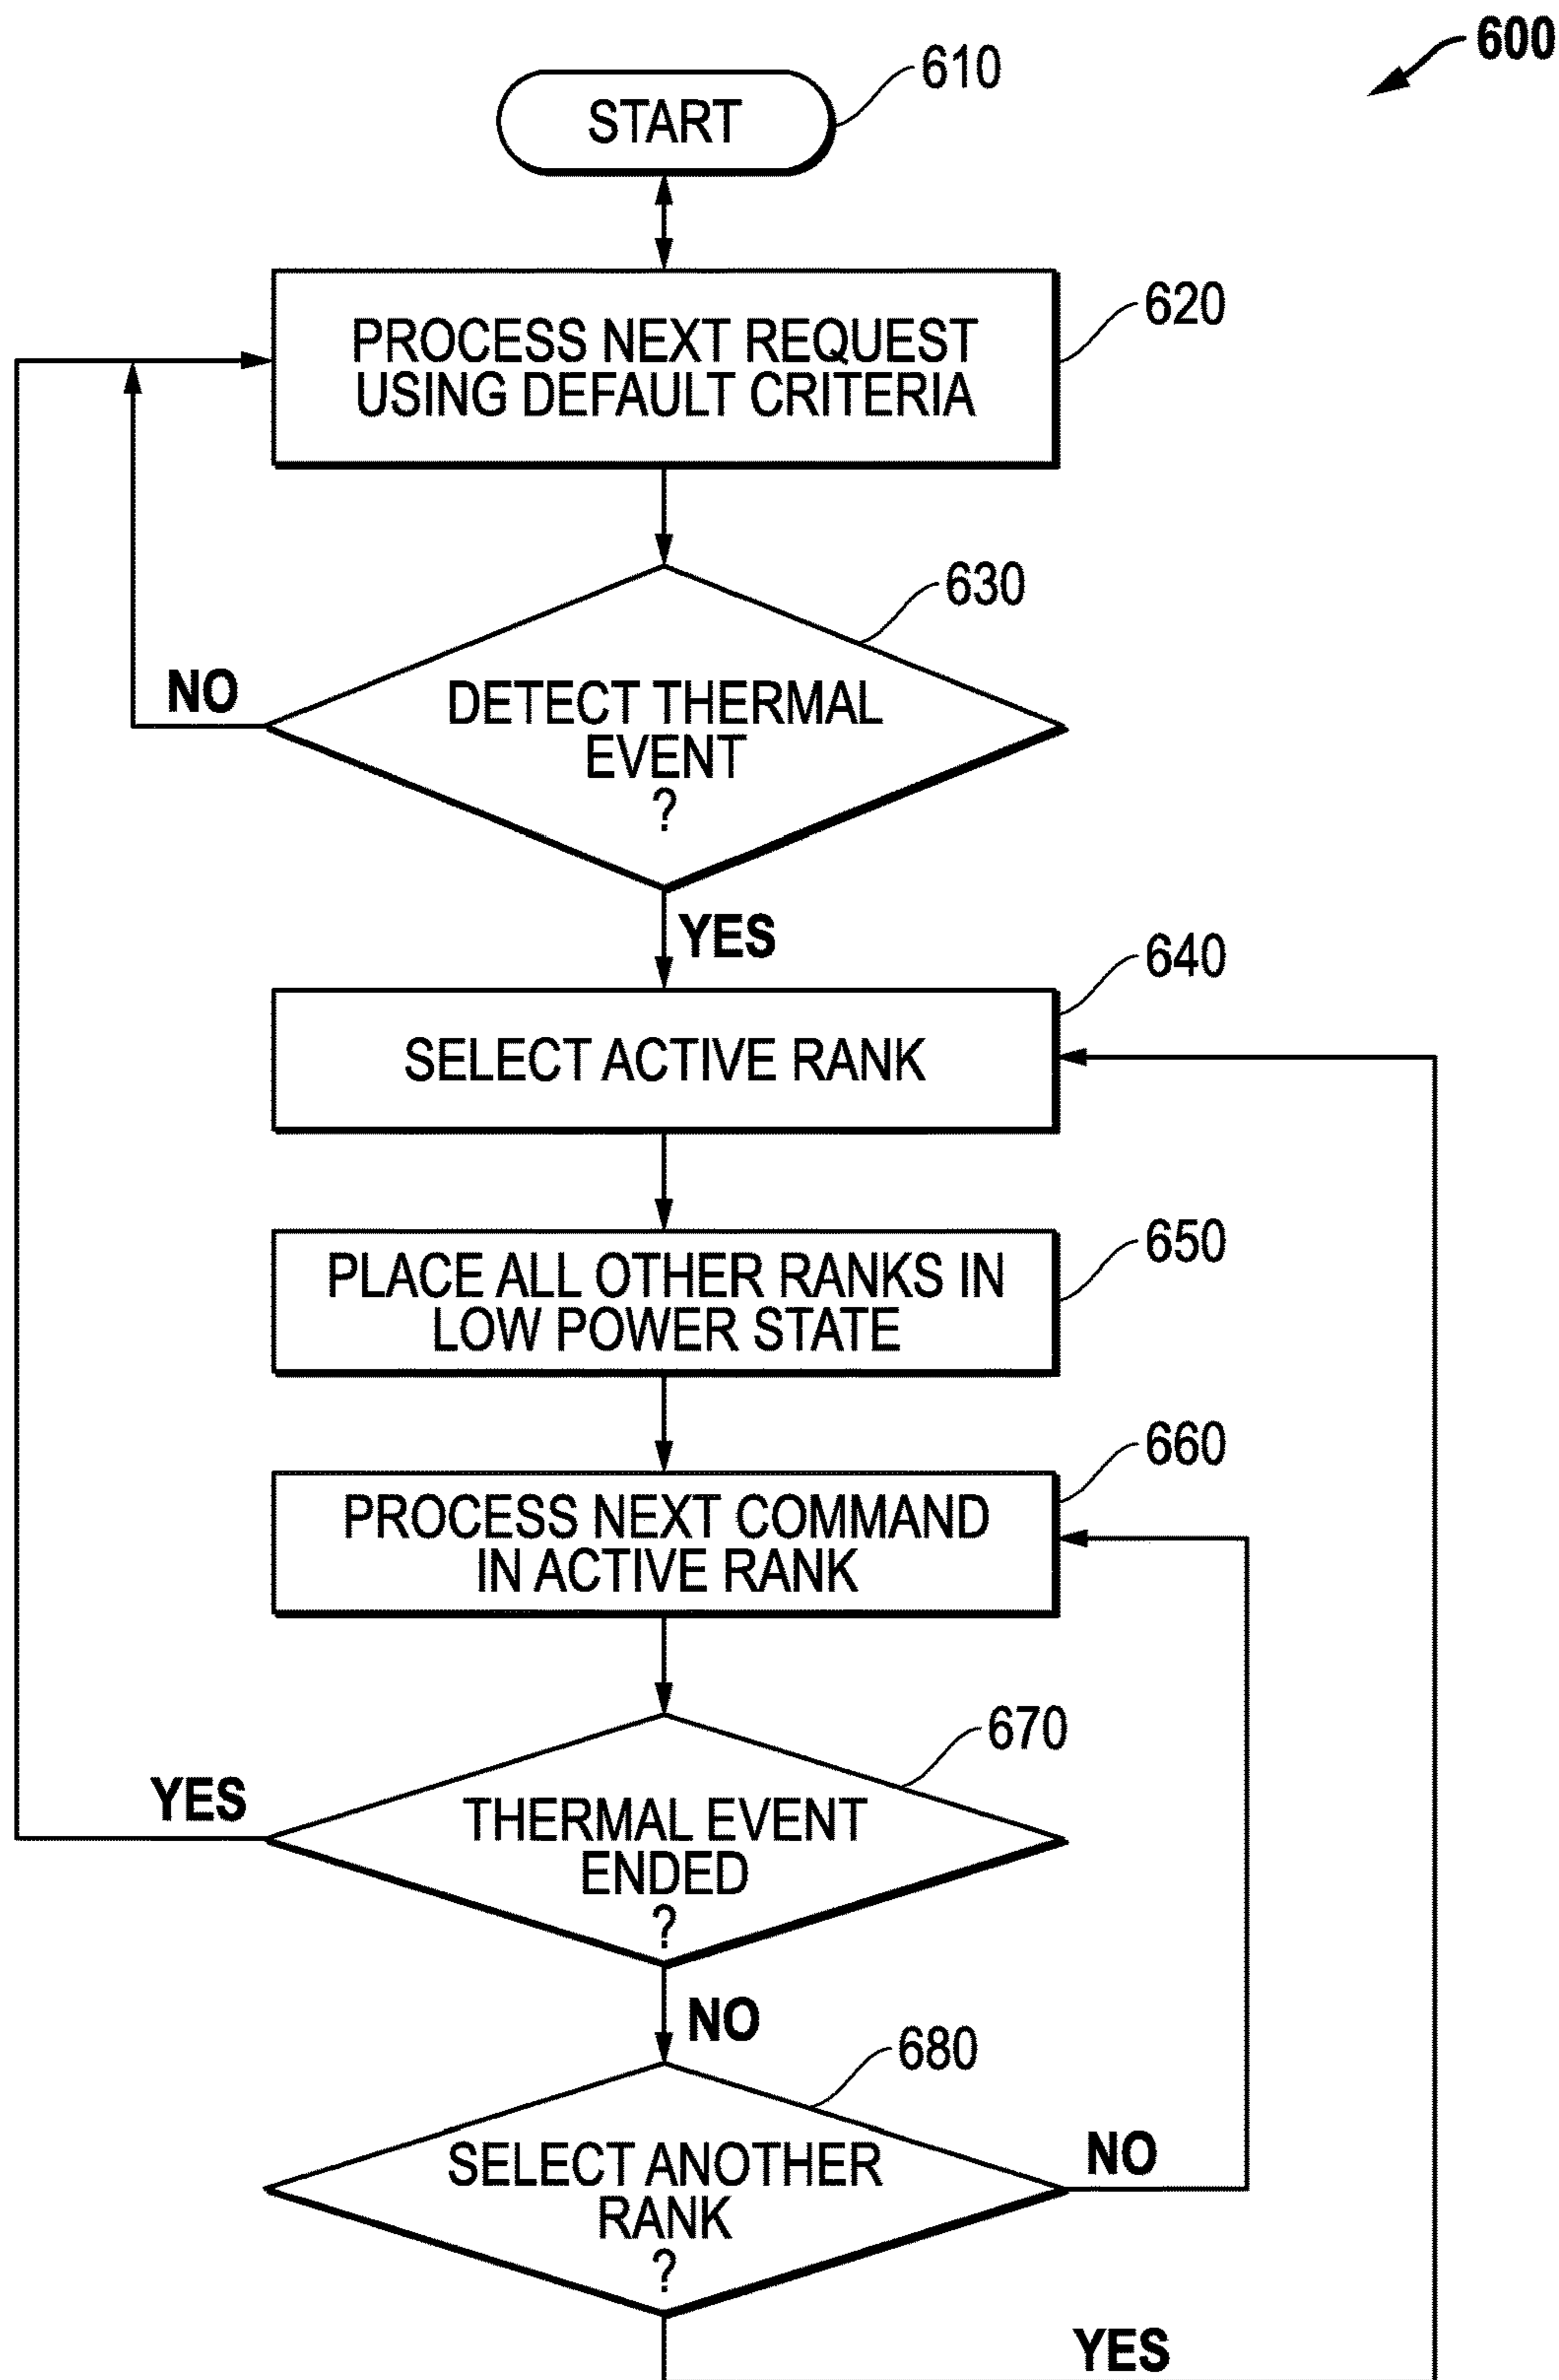 600
610
START
620
PROCESS NEXT REQUEST
USING DEFAULT CRITERIA
630
NO
DETECT THERMAL
EVENT
?
YES
640
SELECT ACTIVE RANK
650
PLACE ALL OTHER RANKS IN
LOW POWER STATE
660
PROCESS NEXT COMMAND
IN ACTIVE RANK
670
YES
THERMAL EVENT
ENDED
?
NO
680
NO
SELECT ANOTHER
RANK
?
YES